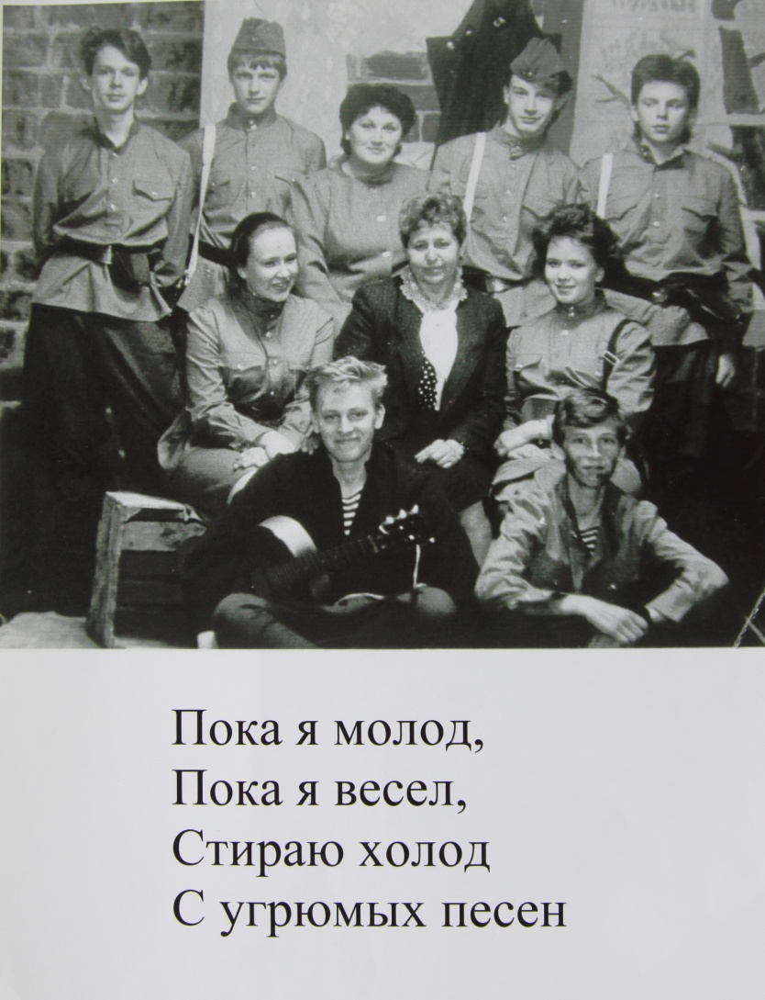 Пока я молод,
Пока я весел,
Стираю холод
С угрюмых песен